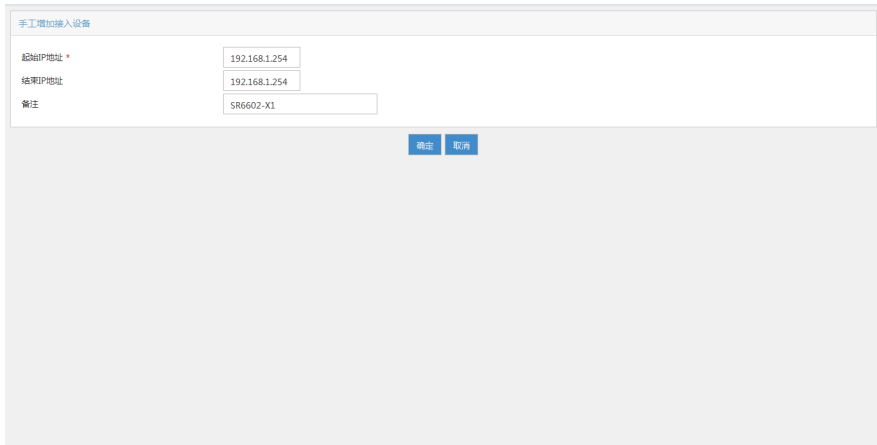 手工增加接入设备
起始IP地址 * 192.168.1.254
结束IP地址 192.168.1.254
备注 SR6602-X1
确定 取消